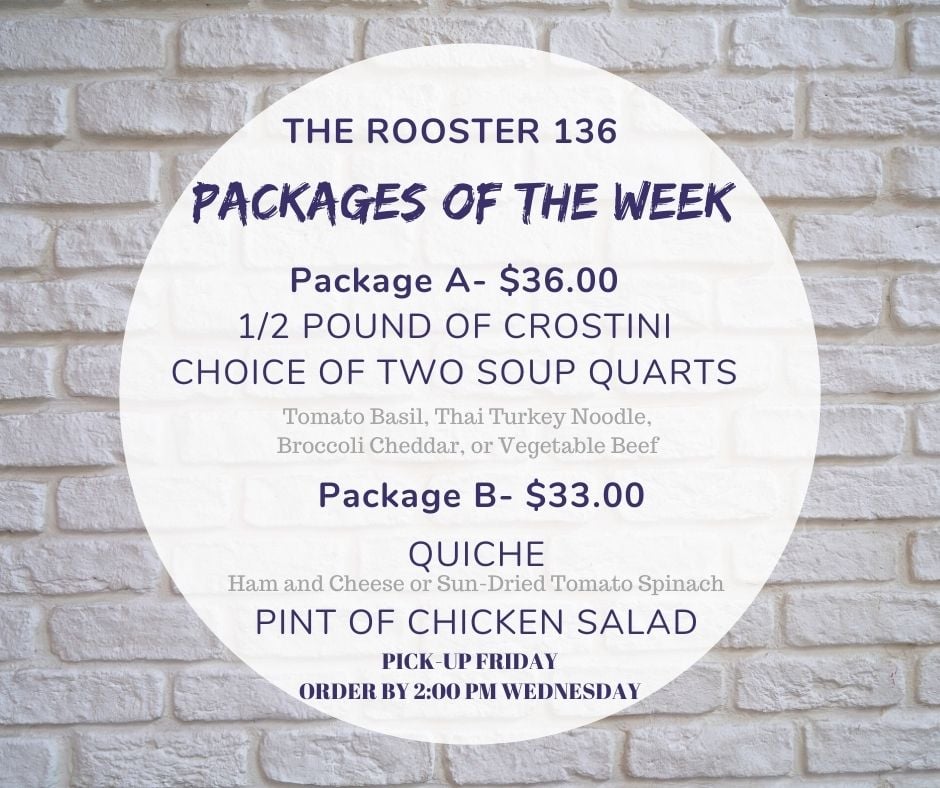 THE ROOSTER 136
PACKAGES OF THE WEEK
Package A- $36.00
1/2 POUND OF CROSTINI
CHOICE OF TWO SOUP QUARTS
Tomato Basil, Thai Turkey Noodle,
Broccoli Cheddar, or Vegetable Beef
Package B- $33.00
QUICHE
Ham and Cheese or Sun-Dried Tomato Spinach
PINT OF CHICKEN SALAD
PICK-UP FRIDAY
ORDER BY 2:00 PM WEDNESDAY